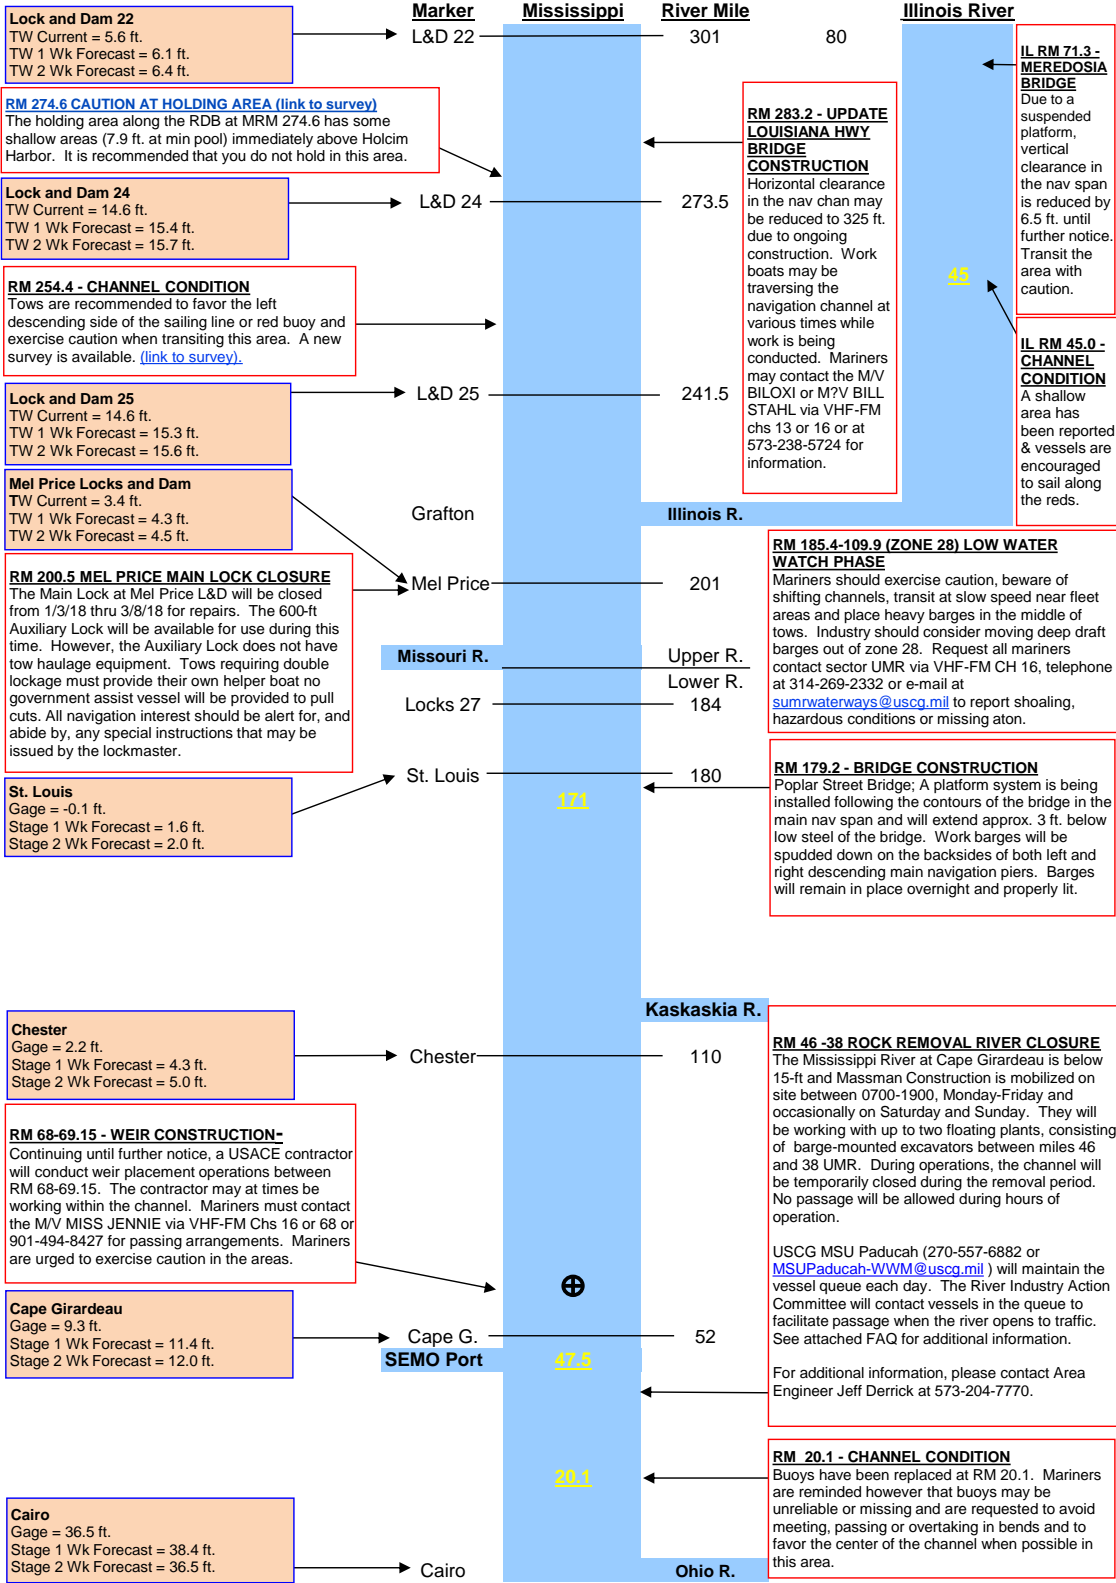 Marker Mississippi River Mile Illinois River
Lock and Dam 22
TW Current = 5.6 ft.
TW 1 Wk Forecast = 6.1 ft.
TW 2 Wk Forecast = 6.4 ft.
L&D 22 301 80
IL RM 71.3 -
MEREDOSIA
BRIDGE
Due to a
suspended
platform,
vertical
clearance in
the nav span
is reduced by
6.5 ft. until
further notice.
Transit the
area with
caution.
RM 274.6 CAUTION AT HOLDING AREA (link to survey)
The holding area along the RDB at MRM 274.6 has some
shallow areas (7.9 ft. at min pool) immediately above Holcim
Harbor. It is recommended that you do not hold in this area.
RM 283.2 - UPDATE
LOUISIANA HWY
BRIDGE
CONSTRUCTION
Horizontal clearance
in the nav chan may
be reduced to 325 ft.
due to ongoing
construction. Work
boats may be
traversing the
navigation channel at
various times while
work is being
conducted. Mariners
may contact the M/V
BILOXI or M?V BILL
STAHL via VHF-FM
chs 13 or 16 or at
573-238-5724 for
information.
Lock and Dam 24
TW Current = 14.6 ft.
TW 1 Wk Forecast = 15.4 ft.
TW 2 Wk Forecast = 15.7 ft.
L&D 24 273.5
45
RM 254.4 - CHANNEL CONDITION
Tows are recommended to favor the left
descending side of the sailing line or red buoy and
exercise caution when transiting this area. A new
survey is available. (link to survey).
IL RM 45.0 -
CHANNEL
CONDITION
A shallow
area has
been reported
& vessels are
encouraged
to sail along
the reds.
Lock and Dam 25
TW Current = 14.6 ft.
TW 1 Wk Forecast = 15.3 ft.
TW 2 Wk Forecast = 15.6 ft.
L&D 25 241.5
Mel Price Locks and Dam
TW Current = 3.4 ft.
TW 1 Wk Forecast = 4.3 ft.
TW 2 Wk Forecast = 4.5 ft.
Grafton Illinois R.
RM 200.5 MEL PRICE MAIN LOCK CLOSURE
The Main Lock at Mel Price L&D will be closed
from 1/3/18 thru 3/8/18 for repairs. The 600-ft
Auxiliary Lock will be available for use during this
time. However, the Auxiliary Lock does not have
tow haulage equipment. Tows requiring double
lockage must provide their own helper boat no
government assist vessel will be provided to pull
cuts. All navigation interest should be alert for, and
abide by, any special instructions that may be
issued by the lockmaster.
Mel Price 201
RM 185.4-109.9 (ZONE 28) LOW WATER
WATCH PHASE
Mariners should exercise caution, beware of
shifting channels, transit at slow speed near fleet
areas and place heavy barges in the middle of
tows. Industry should consider moving deep draft
barges out of zone 28. Request all mariners
contact sector UMR via VHF-FM CH 16, telephone
at 314-269-2332 or e-mail at
sumrwaterways@uscg.mil to report shoaling,
hazardous conditions or missing aton.
Missouri R. Upper R.
Lower R.
Locks 27 184
St. Louis 180
171
St. Louis
Gage = -0.1 ft.
Stage 1 Wk Forecast = 1.6 ft.
Stage 2 Wk Forecast = 2.0 ft.
RM 179.2 - BRIDGE CONSTRUCTION
Poplar Street Bridge; A platform system is being
installed following the contours of the bridge in the
main nav span and will extend approx. 3 ft. below
low steel of the bridge. Work barges will be
spudded down on the backsides of both left and
right descending main navigation piers. Barges
will remain in place overnight and properly lit.
Kaskaskia R.
Chester
Gage = 2.2 ft.
Stage 1 Wk Forecast = 4.3 ft.
Stage 2 Wk Forecast = 5.0 ft.
Chester 110
RM 46 -38 ROCK REMOVAL RIVER CLOSURE
The Mississippi River at Cape Girardeau is below
15-ft and Massman Construction is mobilized on
site between 0700-1900, Monday-Friday and
occasionally on Saturday and Sunday. They will
be working with up to two floating plants, consisting
of barge-mounted excavators between miles 46
and 38 UMR. During operations, the channel will
be temporarily closed during the removal period.
No passage will be allowed during hours of
operation.
USCG MSU Paducah (270-557-6882 or
MSUPaducah-WWM@uscg.mil ) will maintain the
vessel queue each day. The River Industry Action
Committee will contact vessels in the queue to
facilitate passage when the river opens to traffic.
See attached FAQ for additional information.
For additional information, please contact Area
Engineer Jeff Derrick at 573-204-7770.
RM 68-69.15 - WEIR CONSTRUCTION-
Continuing until further notice, a USACE contractor
will conduct weir placement operations between
RM 68-69.15. The contractor may at times be
working within the channel. Mariners must contact
the M/V MISS JENNIE via VHF-FM Chs 16 or 68 or
901-494-8427 for passing arrangements. Mariners
are urged to exercise caution in the areas.
Cape Girardeau
Gage = 9.3 ft.
Stage 1 Wk Forecast = 11.4 ft.
Stage 2 Wk Forecast = 12.0 ft.
Cape G. 52
SEMO Port 47.5
20.1
RM 20.1 - CHANNEL CONDITION
Buoys have been replaced at RM 20.1. Mariners
are reminded however that buoys may be
unreliable or missing and are requested to avoid
meeting, passing or overtaking in bends and to
favor the center of the channel when possible in
this area.
Cairo
Gage = 36.5 ft.
Stage 1 Wk Forecast = 38.4 ft.
Stage 2 Wk Forecast = 36.5 ft.
Cairo Ohio R.